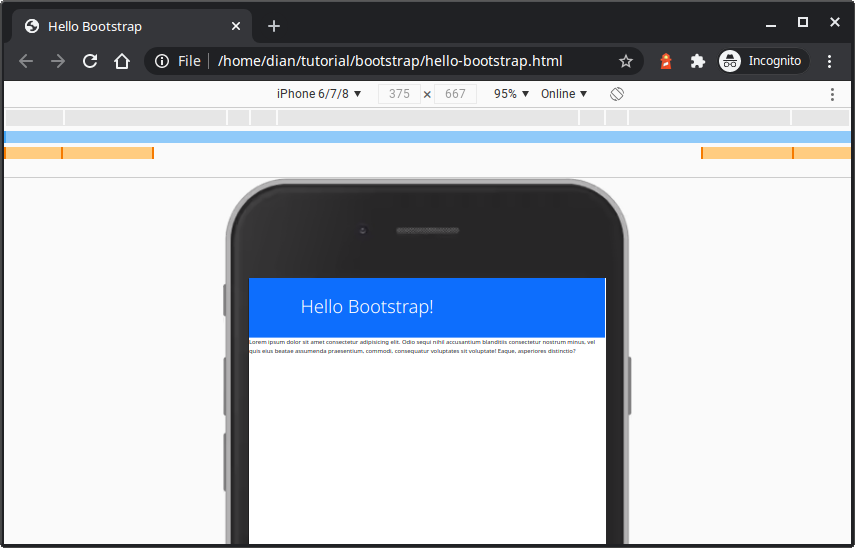 Hello Bootstrap
File | /home/dian/tutorial/bootstrap/hello-bootstrap.html
Incognito
iPhone 6/7/8 375 × 667 95% Online
Hello Bootstrap!
Lorem ipsum dolor sit amet consectetur adipisicing elit. Odio sequi nihil accusantium blanditiis consectetur nostrum minus, vel
quis eius beatae assumenda praesentium, commodi, consequatur voluptates sit voluptate! Eaque, asperiores distinctio?